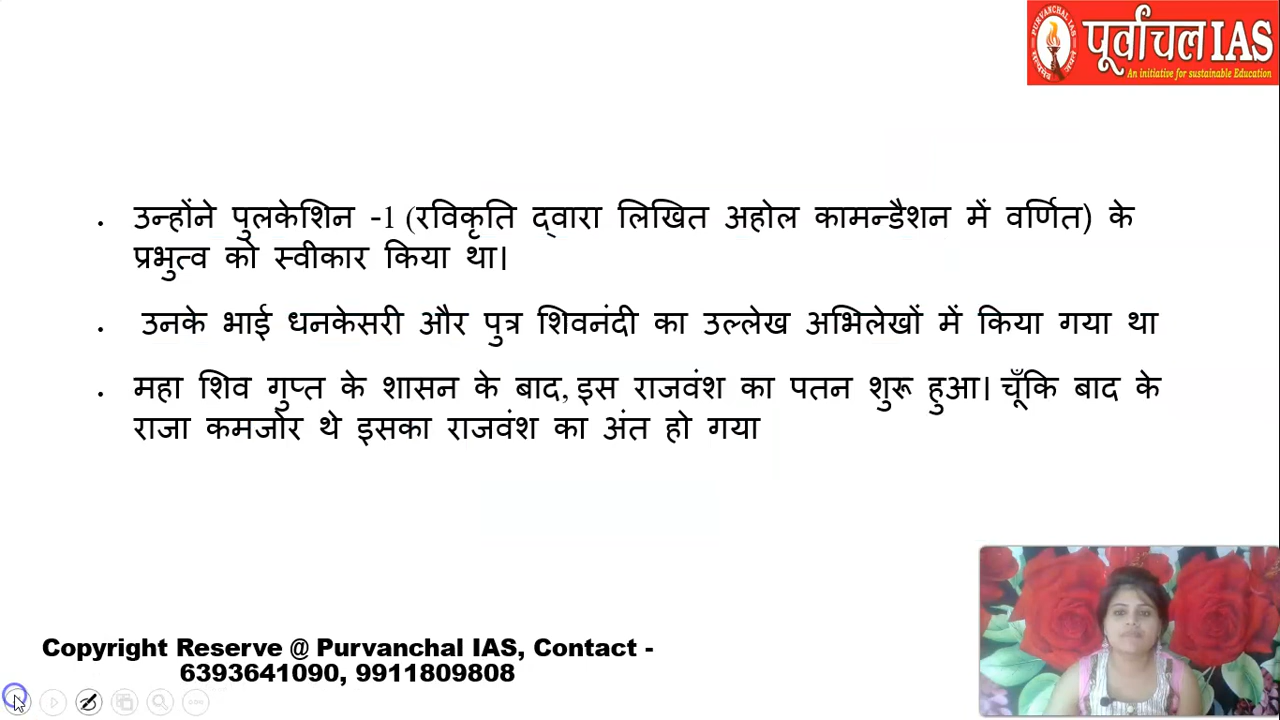 पूर्वांचल IAS
An initiative for sustainable Education
उन्होंने पुलकेशिन -1 (रविकृति द्वारा लिखित अहोल कामन्डैशन में वर्णित) के
प्रभुत्व को स्वीकार किया था।
उनके भाई धनकेसरी और पुत्र शिवनंदी का उल्लेख अभिलेखों में किया गया था
महा शिव गुप्त के शासन के बाद, इस राजवंश का पतन शुरू हुआ। चूँकि बाद के
राजा कमजोर थे इसका राजवंश का अंत हो गया
Copyright Reserve @ Purvanchal IAS, Contact -
6393641090, 9911809808